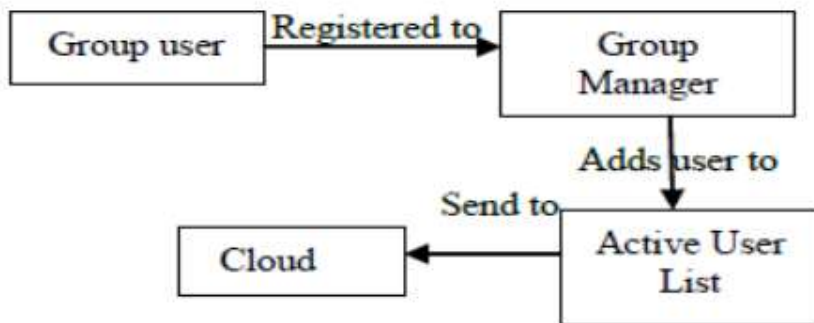 Group user
Registered to
Group
Manager
Adds user to
Send to
Active User
List
Cloud